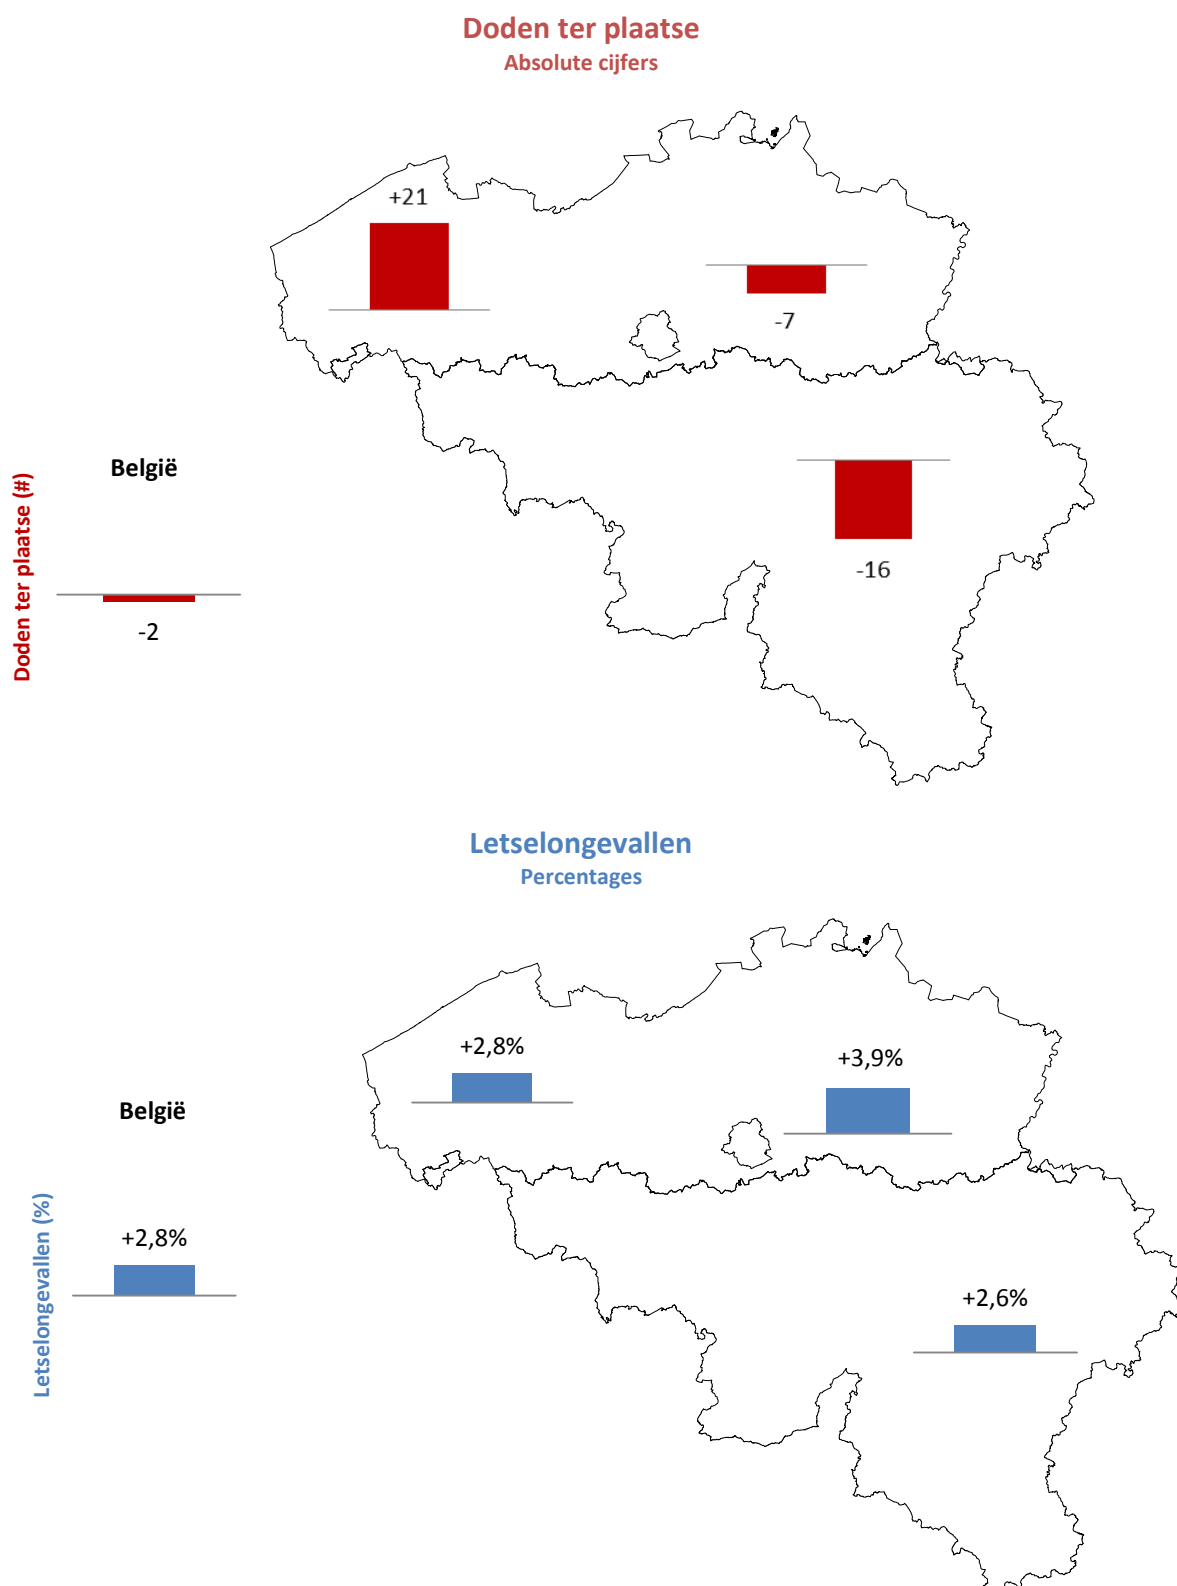 Doden ter plaatse
Absolute cijfers
+21
-7
België
Doden ter plaatse (#)
-16
-2
Letselongevallen
Percentages
+2,8%
+3,9%
België
Letselongevallen (%)
+2,8%
+2,6%